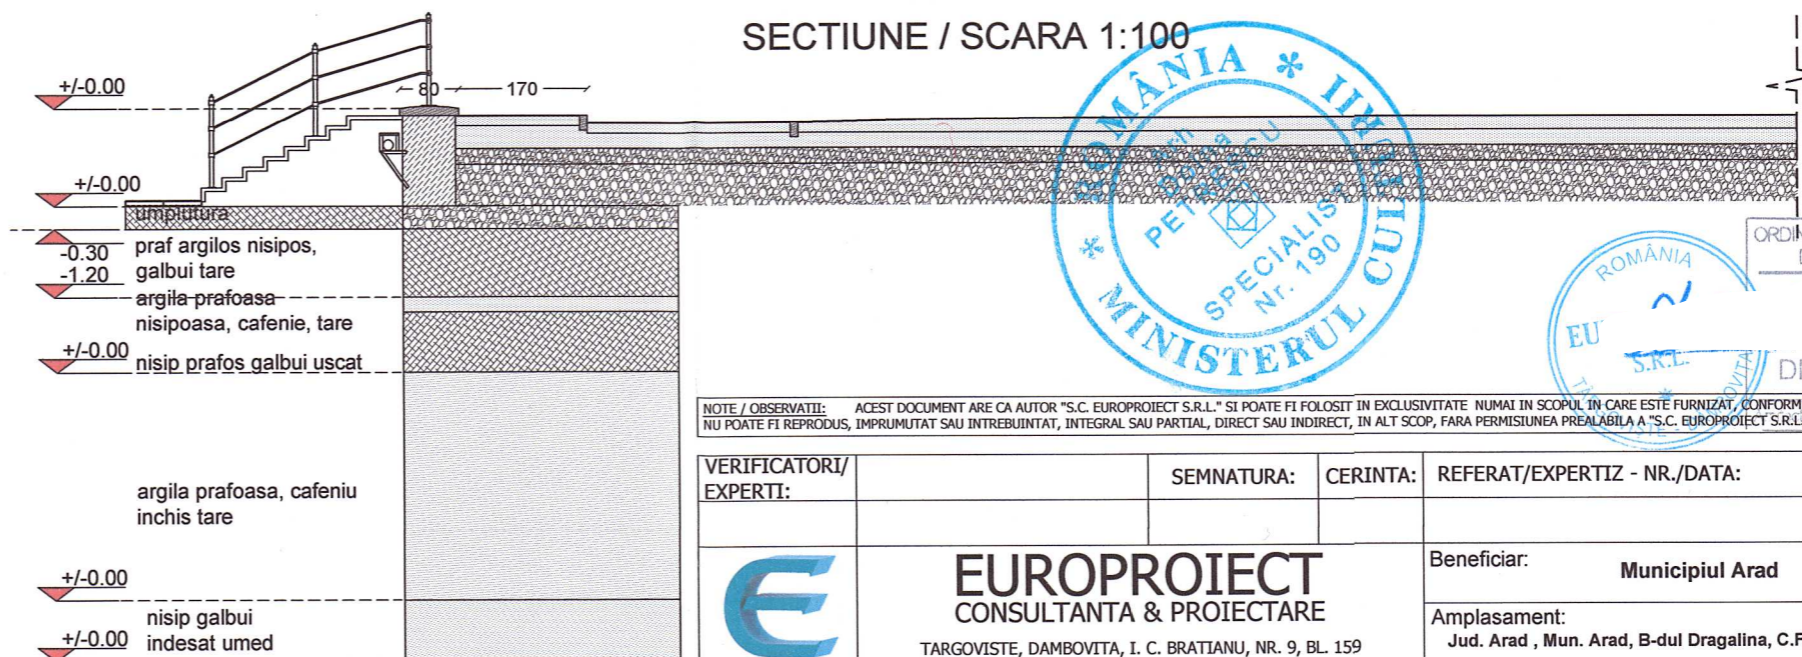 SECTIUNE / SCARA 1:100
+/-0.00
80
170
+/-0.00
umplutura
-0.30
praf argilos nisipos,
galbui tare
-1.20
argila prafoasa
nisipoasa, cafenie, tare
+/-0.00
nisip prafos galbui uscat
argila prafoasa, cafeniu
inchis tare
+/-0.00
nisip galbui
indesat umed
+/-0.00
ROMÂNIA
MINISTERUL
Arh
Doina
PETRESCU
SPECIALIST
Nr. 190
ROMÂNIA
S.R.L.
NOTE / OBSERVATII: ACEST DOCUMENT ARE CA AUTOR "S.C. EUROPROIECT S.R.L." SI POATE FI FOLOSIT IN EXCLUSIVITATE NUMAI IN SCOPUL IN CARE ESTE FURNIZAT, CONFORM
NU POATE FI REPRODUS, IMPRUMUTAT SAU INTREBUINTAT, INTEGRAL SAU PARTIAL, DIRECT SAU INDIRECT, IN ALT SCOP, FARA PERMISIUNEA PREALABILA A "S.C. EUROPROIECT S.R.L
VERIFICATORI/
EXPERTI:
SEMNATURA:
CERINTA:
REFERAT/EXPERTIZ - NR./DATA:
EUROPROIECT
CONSULTANTA & PROIECTARE
TARGOVISTE, DAMBOVITA, I. C. BRATIANU, NR. 9, BL. 159
Beneficiar:
Municipiul Arad
Amplasament:
Jud. Arad , Mun. Arad, B-dul Dragalina, C.F